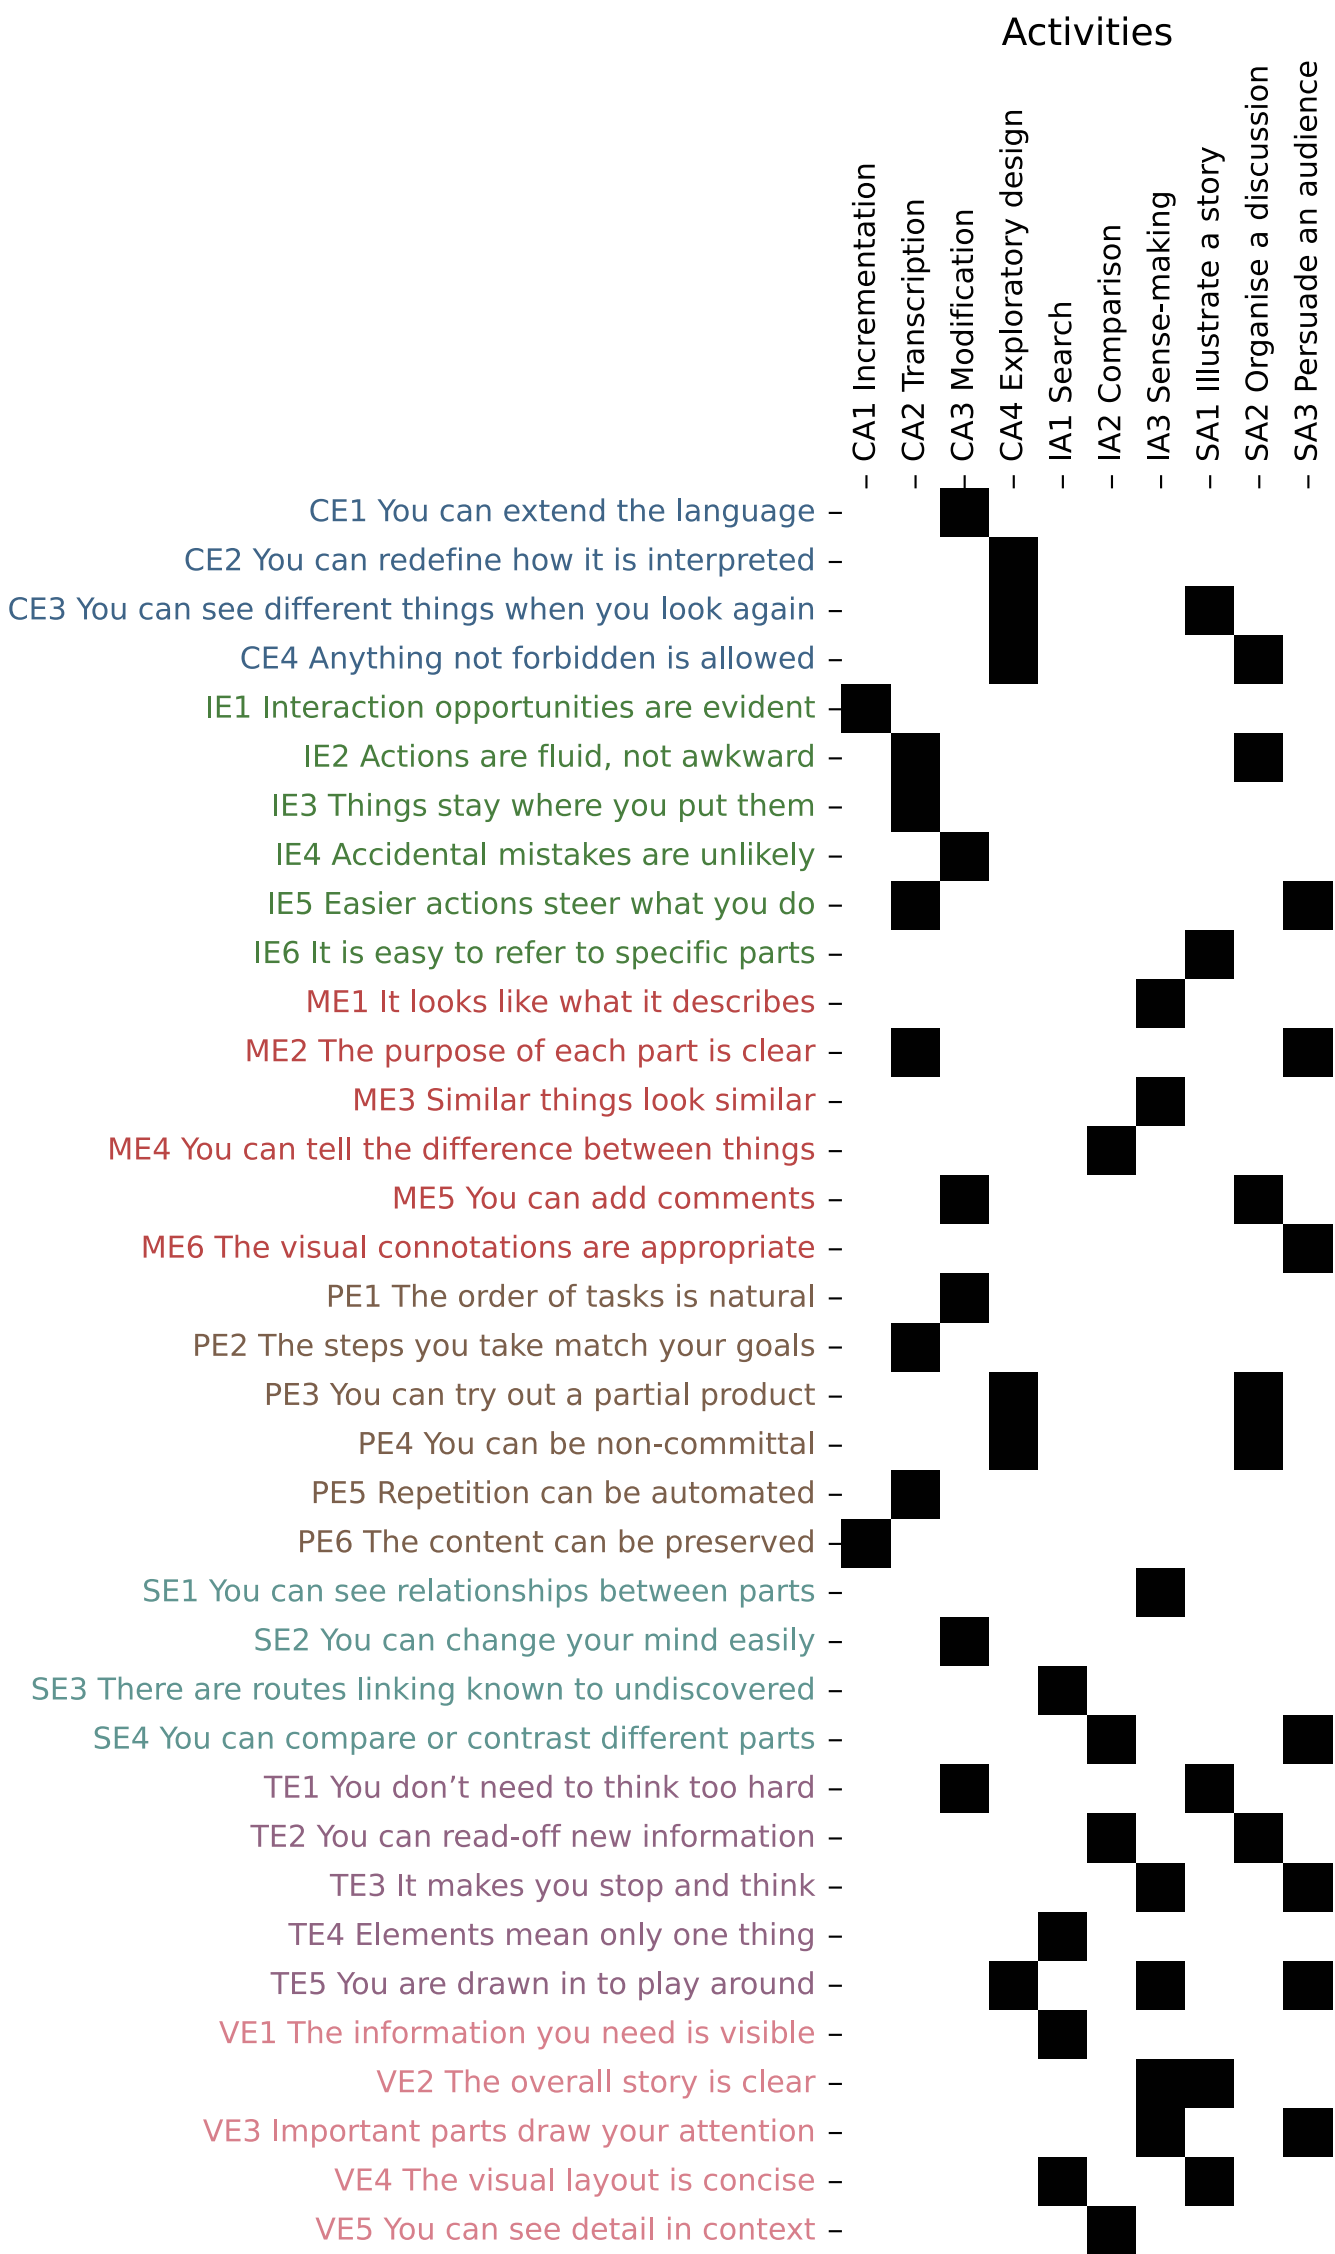 Activities
CA1 Incrementation
CA2 Transcription
CA3 Modification
CA4 Exploratory design
IA1 Search
IA2 Comparison
IA3 Sense-making
SA1 Illustrate a story
SA2 Organise a discussion
SA3 Persuade an audience
CE1 You can extend the language
CE2 You can redefine how it is interpreted
CE3 You can see different things when you look again
CE4 Anything not forbidden is allowed
IE1 Interaction opportunities are evident
IE2 Actions are fluid, not awkward
IE3 Things stay where you put them
IE4 Accidental mistakes are unlikely
IE5 Easier actions steer what you do
IE6 It is easy to refer to specific parts
ME1 It looks like what it describes
ME2 The purpose of each part is clear
ME3 Similar things look similar
ME4 You can tell the difference between things
ME5 You can add comments
ME6 The visual connotations are appropriate
PE1 The order of tasks is natural
PE2 The steps you take match your goals
PE3 You can try out a partial product
PE4 You can be non-committal
PE5 Repetition can be automated
PE6 The content can be preserved
SE1 You can see relationships between parts
SE2 You can change your mind easily
SE3 There are routes linking known to undiscovered
SE4 You can compare or contrast different parts
TE1 You don’t need to think too hard
TE2 You can read-off new information
TE3 It makes you stop and think
TE4 Elements mean only one thing
TE5 You are drawn in to play around
VE1 The information you need is visible
VE2 The overall story is clear
VE3 Important parts draw your attention
VE4 The visual layout is concise
VE5 You can see detail in context